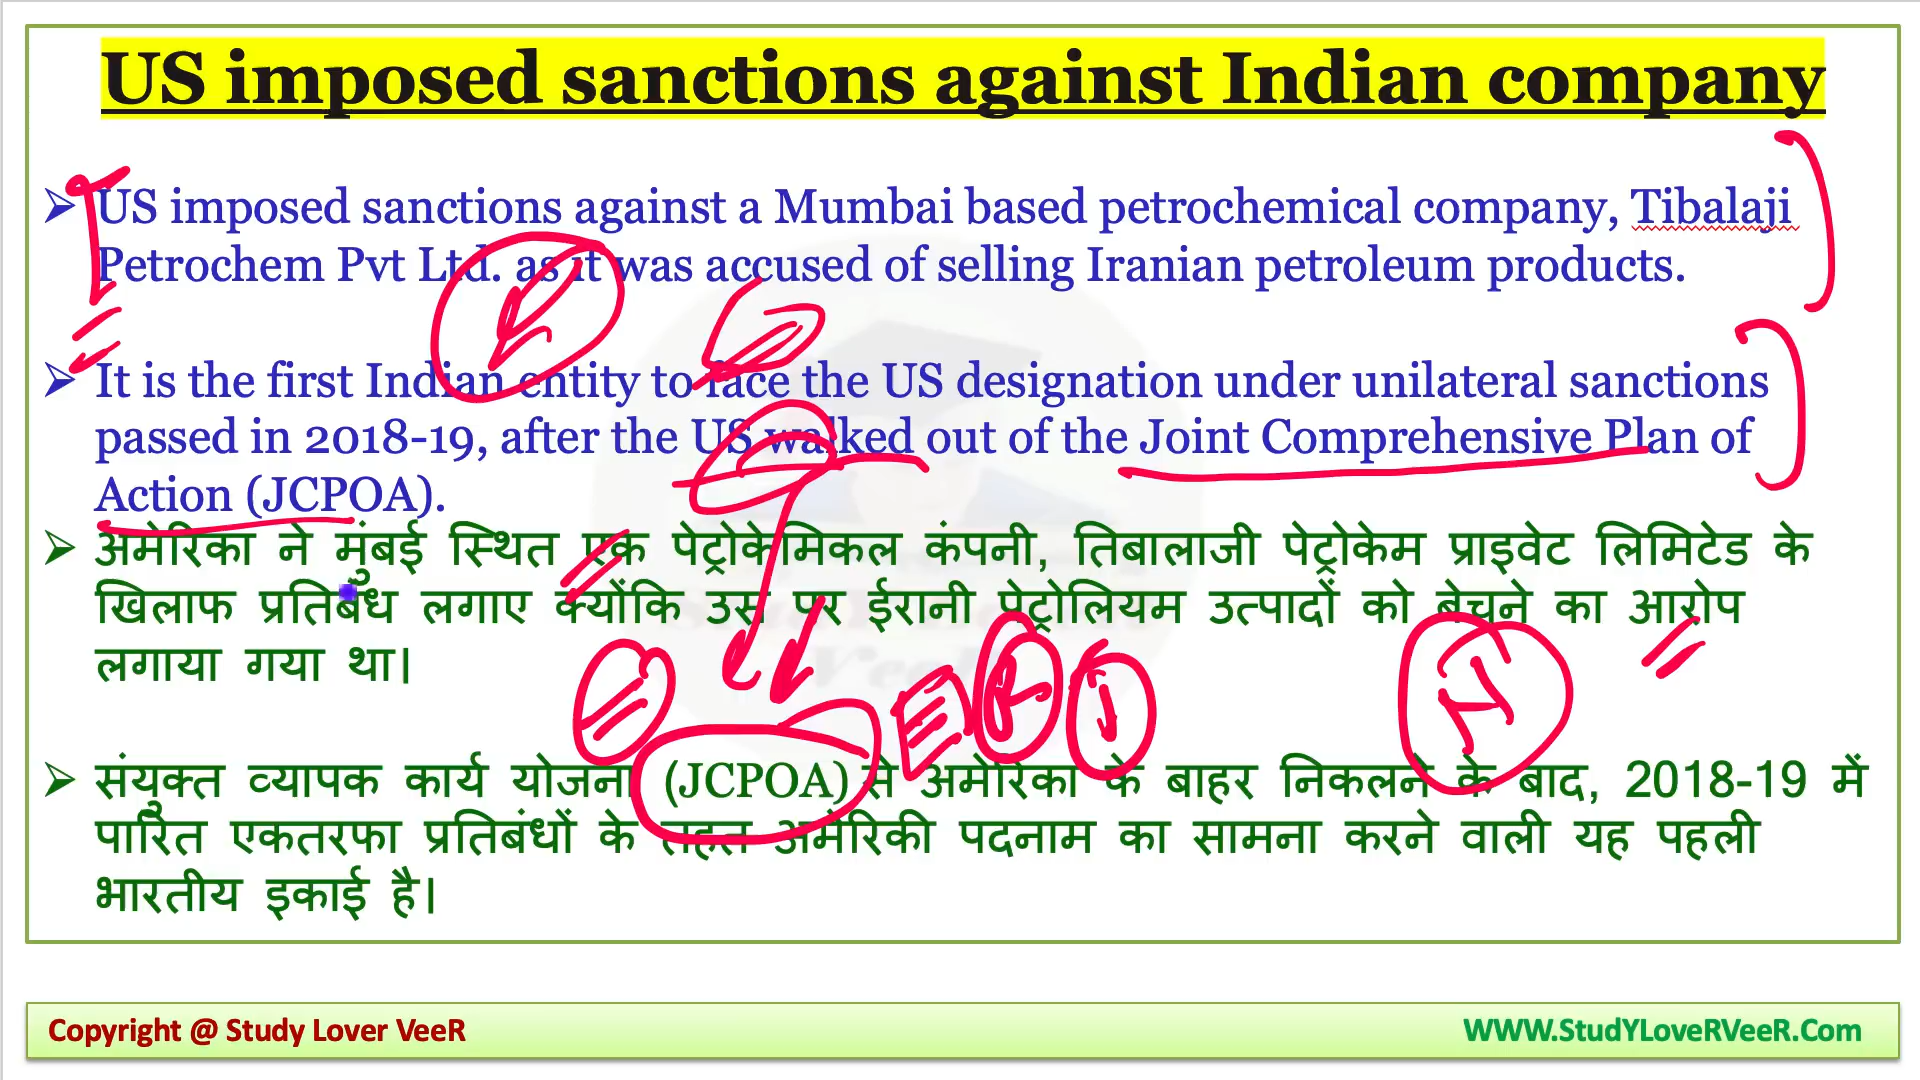 US imposed sanctions against Indian company
➢ US imposed sanctions against a Mumbai based petrochemical company, Tibalaji
Petrochem Pvt Ltd. as it was accused of selling Iranian petroleum products.
➢ It is the first Indian entity to face the US designation under unilateral sanctions
passed in 2018-19, after the US walked out of the Joint Comprehensive Plan of
Action (JCPOA).
➢ अमेरिका ने मुंबई स्थित एक पेट्रोकेमिकल कंपनी, तिबालाजी पेट्रोकेम प्राइवेट लिमिटेड के
खिलाफ प्रतिबंध लगाए क्योंकि उस पर ईरानी पेट्रोलियम उत्पादों को बेचने का आरोप
लगाया गया था।
➢ संयुक्त व्यापक कार्य योजना (JCPOA) से अमेरिका के बाहर निकलने के बाद, 2018-19 में
पारित एकतरफा प्रतिबंधों के तहत अमेरिकी पदनाम का सामना करने वाली यह पहली
भारतीय इकाई है।
Copyright @ Study Lover VeeR
WWW.StudYLoveRVeeR.Com